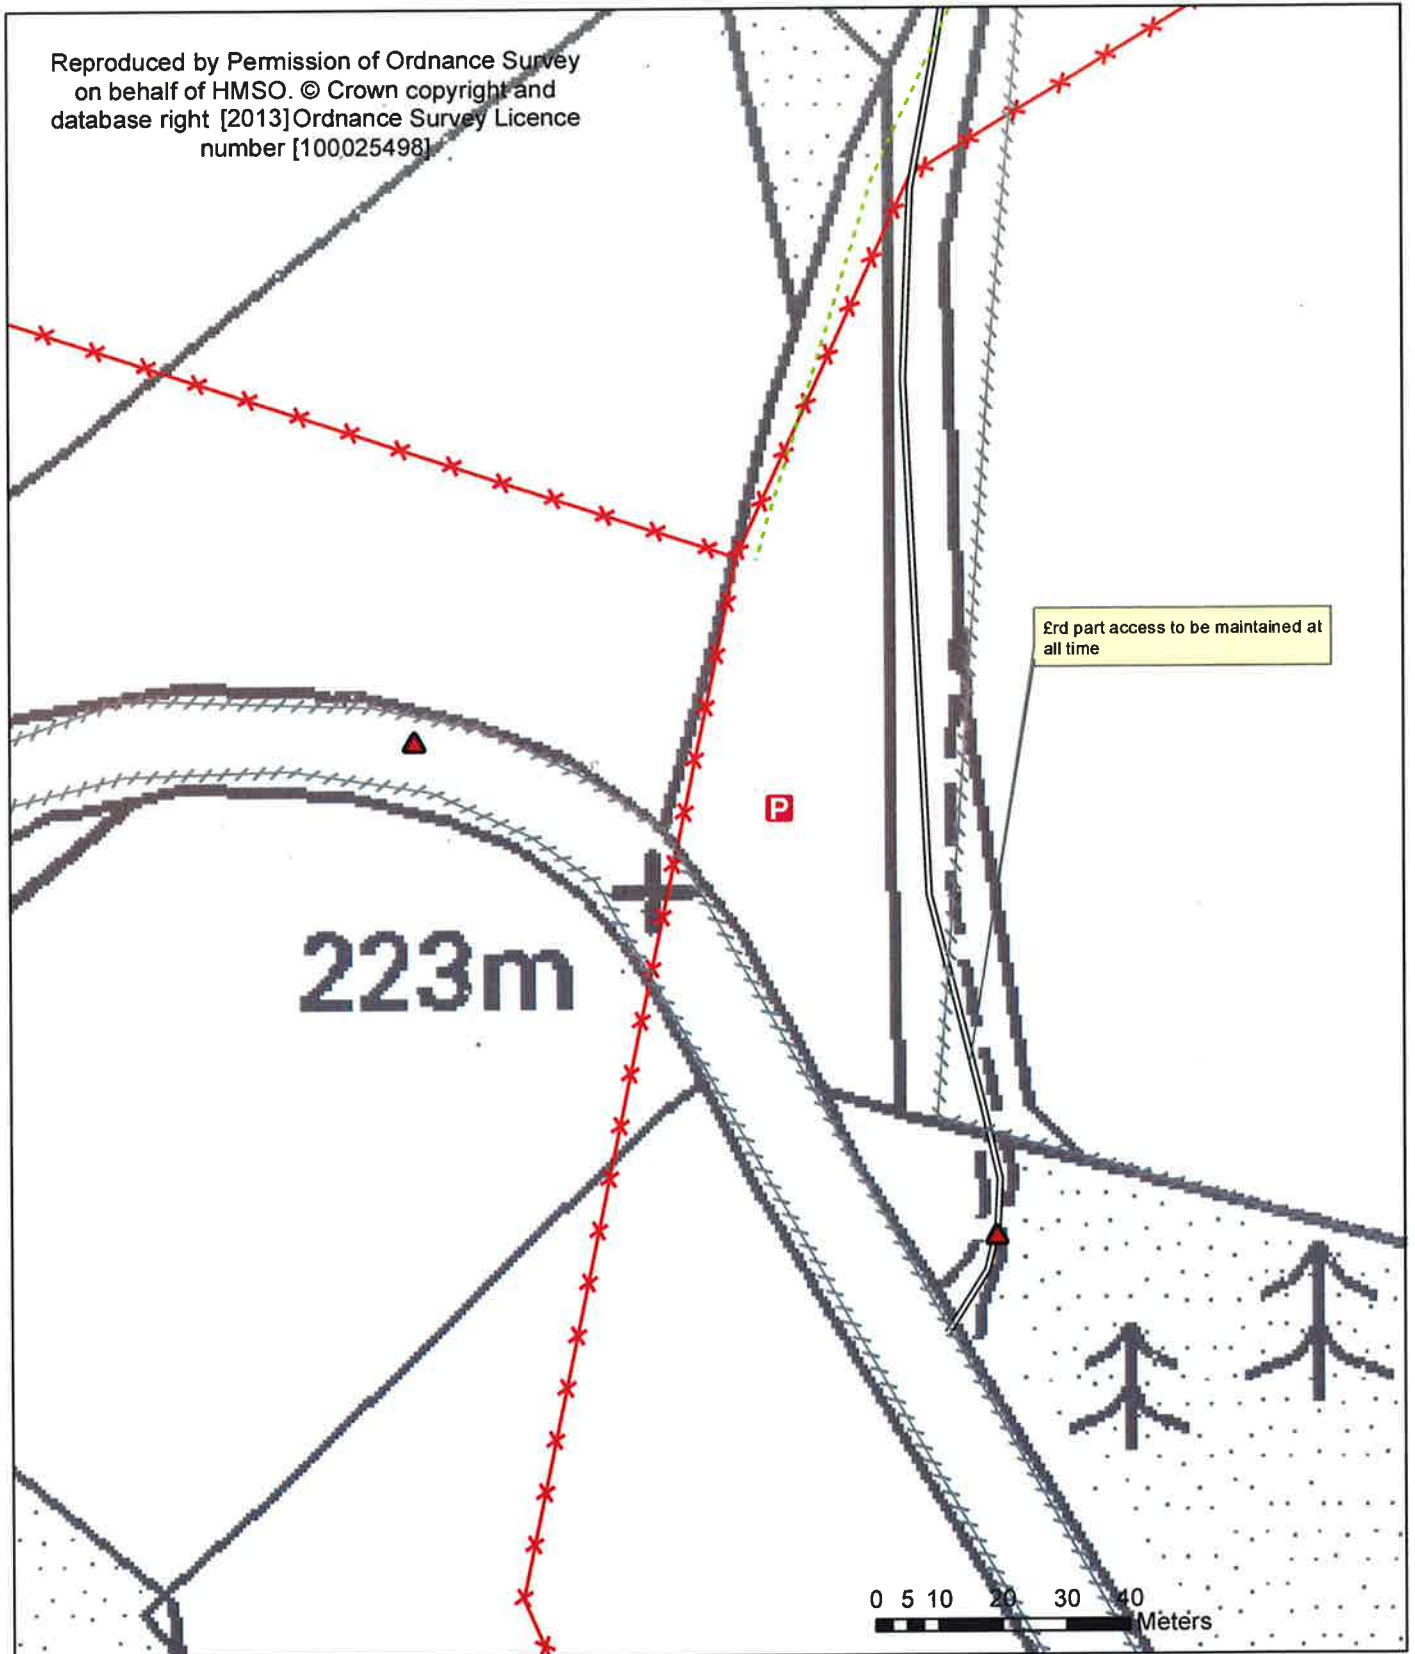 Reproduced by Permission of Ordnance Survey
on behalf of HMSO. © Crown copyright and
database right [2013]Ordnance Survey Licence
number [100025498]
£rd part access to be maintained at
all time
P
223m
0 5 10 20 30 40
Meters